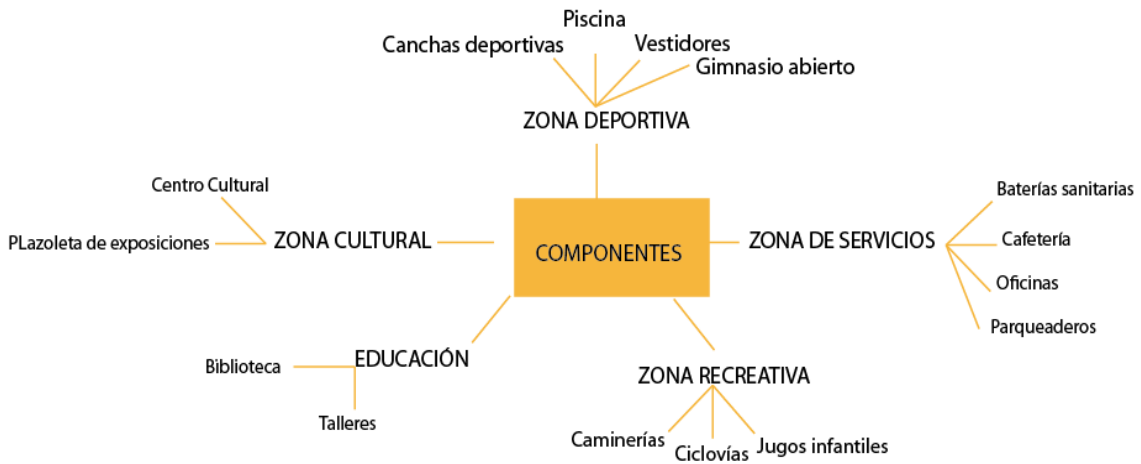 Piscina
Canchas deportivas
Vestidores
Gimnasio abierto
ZONA DEPORTIVA
Centro Cultural
PLazoleta de exposiciones
ZONA CULTURAL
COMPONENTES
ZONA DE SERVICIOS
Baterías sanitarias
Cafetería
Oficinas
Parqueaderos
EDUCACIÓN
Biblioteca
Talleres
ZONA RECREATIVA
Caminerías
Ciclovías
Jugos infantiles